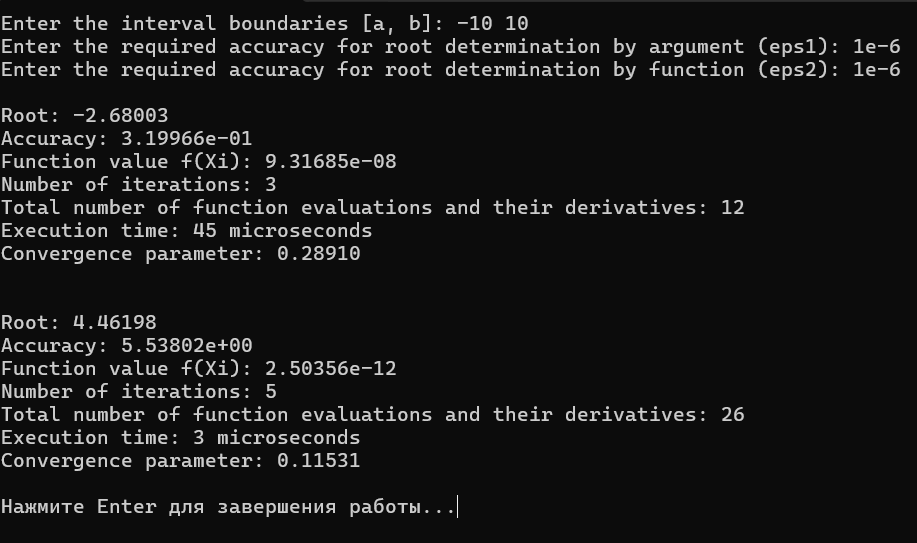 Enter the interval boundaries [a, b]: -10 10
Enter the required accuracy for root determination by argument (eps1): 1e-6
Enter the required accuracy for root determination by function (eps2): 1e-6
Root: -2.68003
Accuracy: 3.19966e-01
Function value f(Xi): 9.31685e-08
Number of iterations: 3
Total number of function evaluations and their derivatives: 12
Execution time: 45 microseconds
Convergence parameter: 0.28910
Root: 4.46198
Accuracy: 5.53802e+00
Function value f(Xi): 2.50356e-12
Number of iterations: 5
Total number of function evaluations and their derivatives: 26
Execution time: 3 microseconds
Convergence parameter: 0.11531
Нажмите Enter для завершения работы...